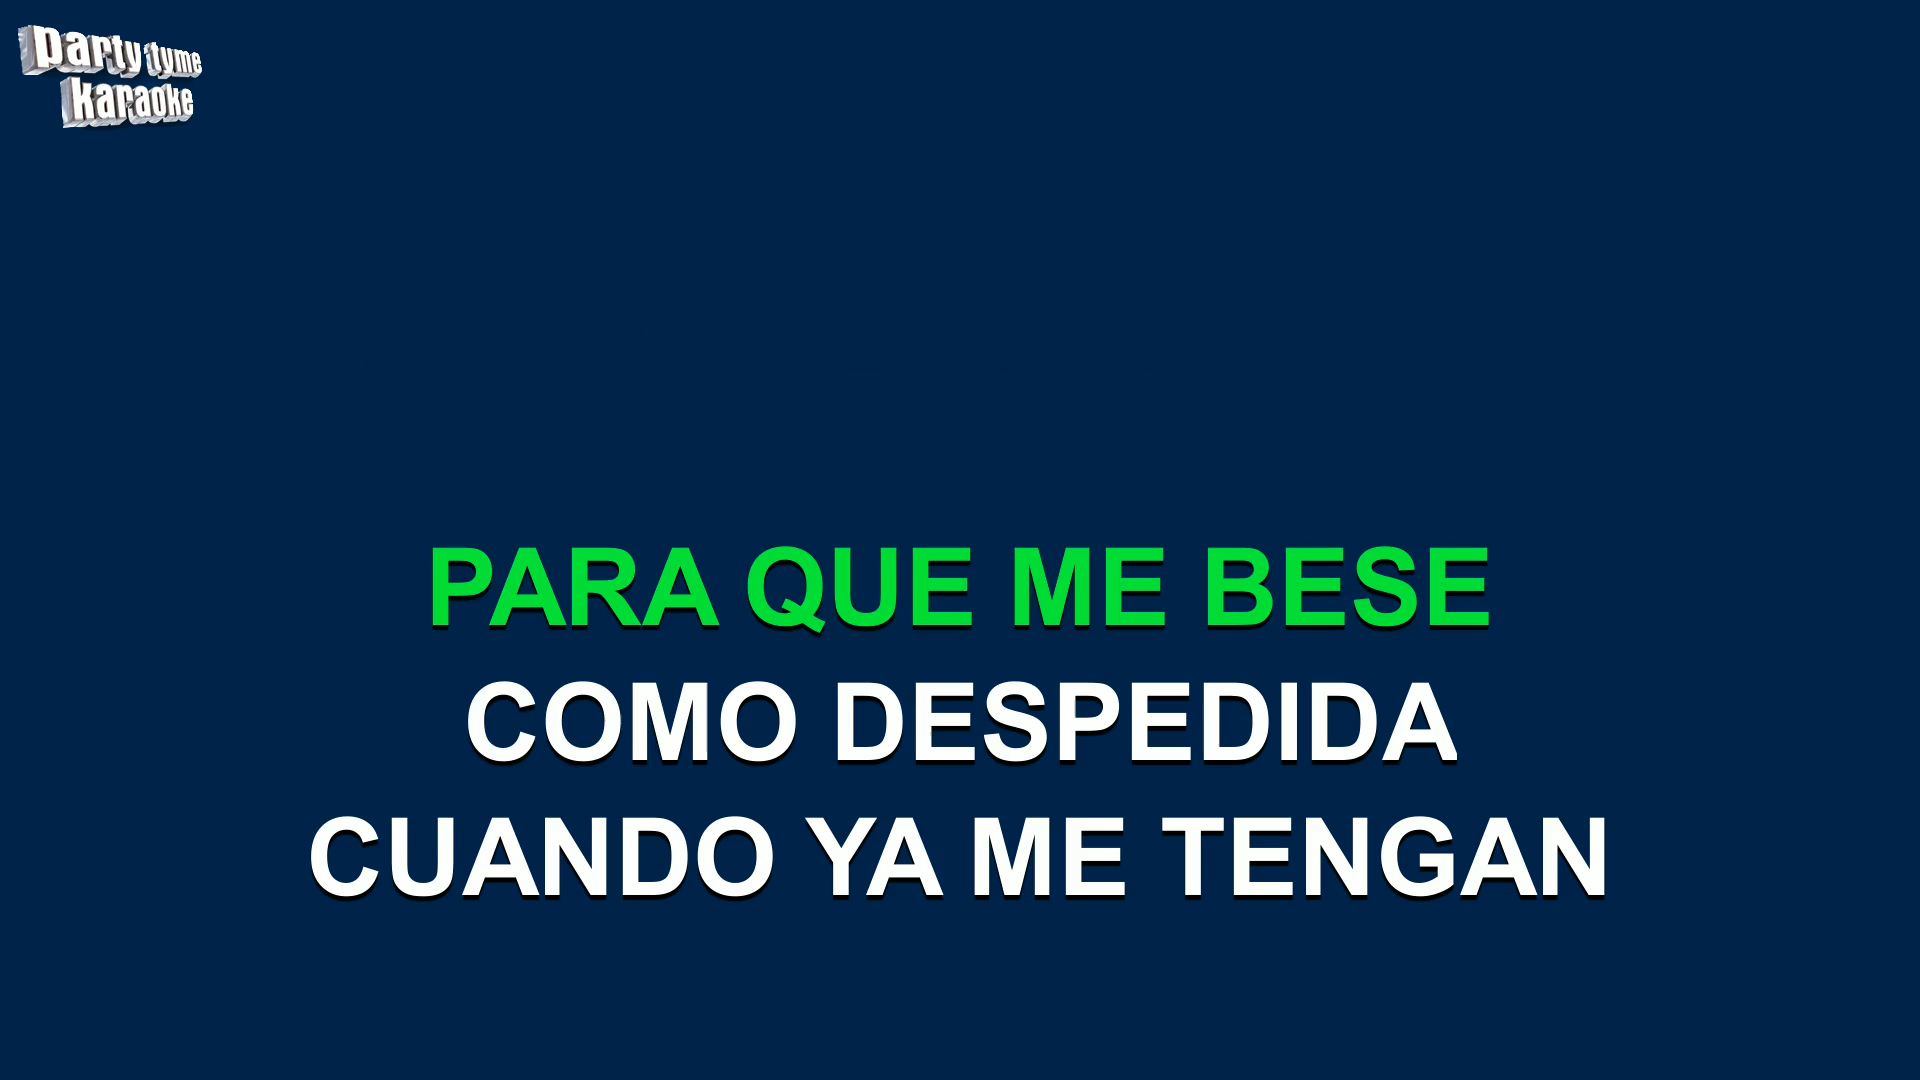 party tyme
karaoke
PARA QUE ME BESE
COMO DESPEDIDA
CUANDO YA ME TENGAN